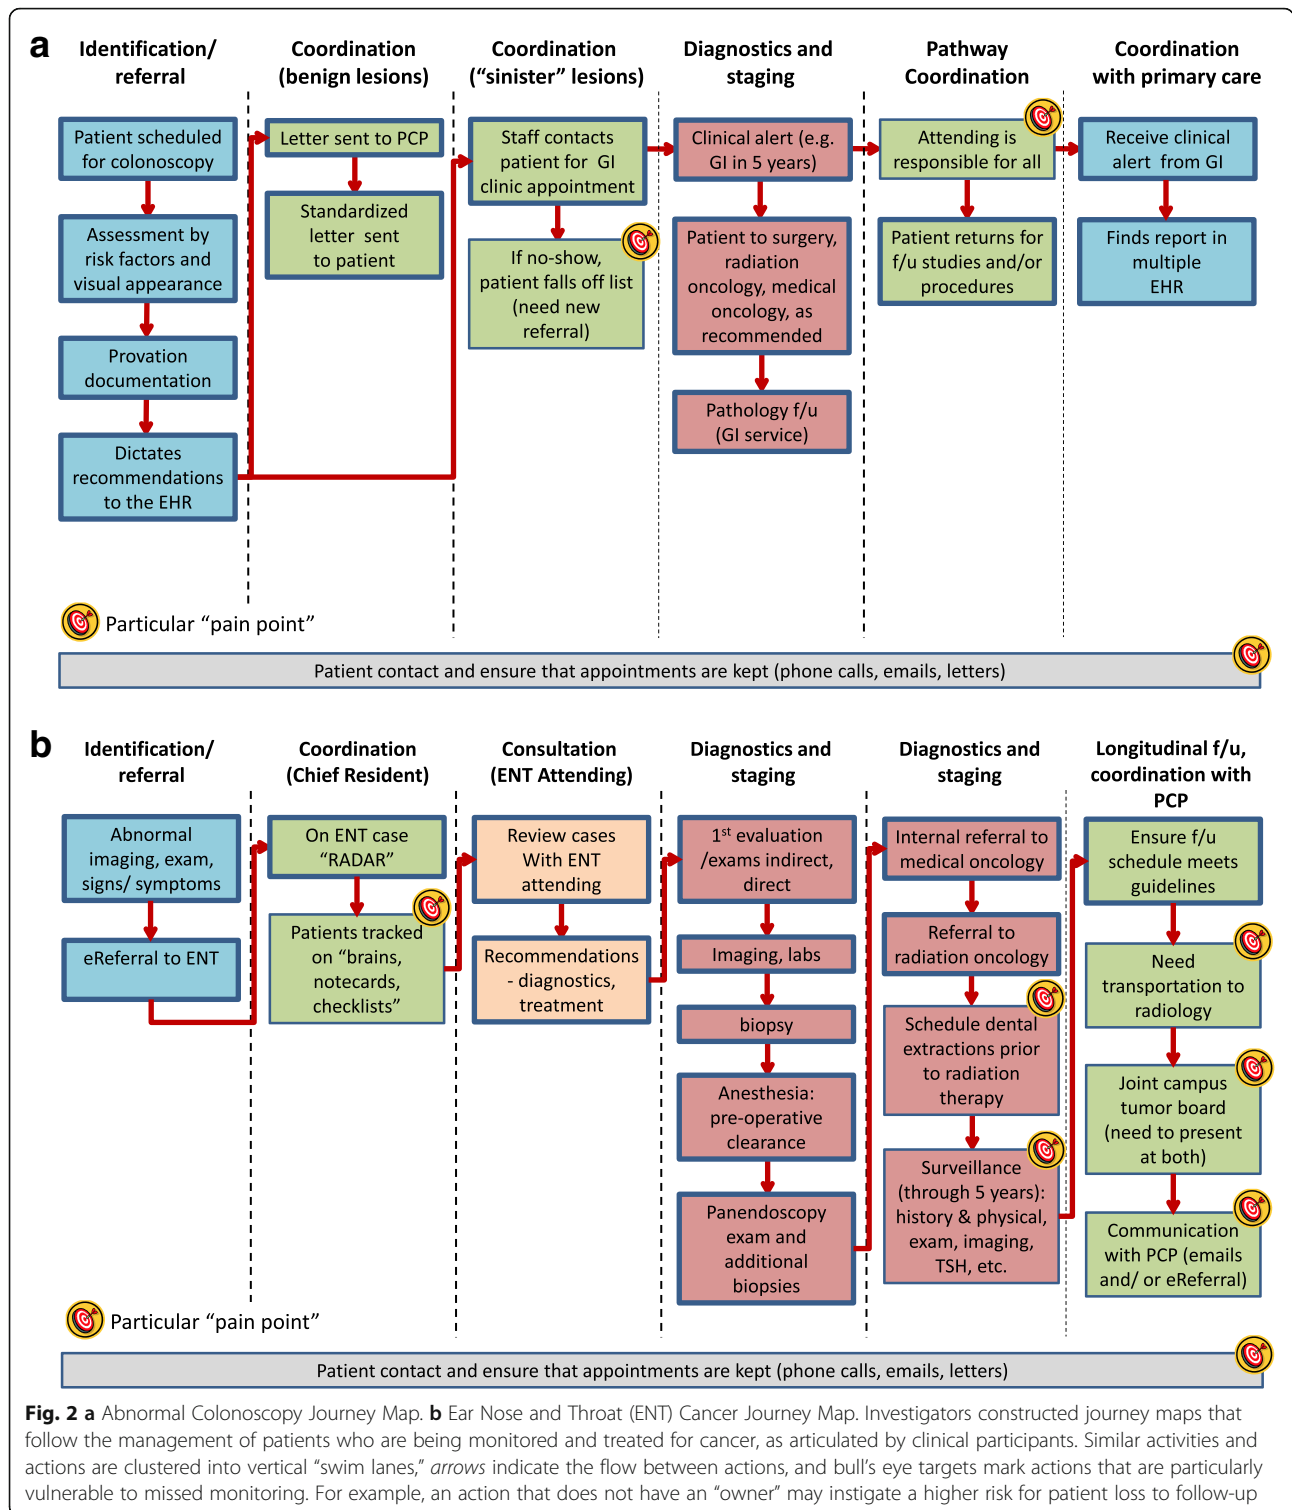 a
Identification/
referral
Coordination
(benign lesions)
Coordination
(“sinister” lesions)
Diagnostics and
staging
Pathway
Coordination
Coordination
with primary care
Patient scheduled
for colonoscopy
Assessment by
risk factors and
visual appearance
Provation
documentation
Dictates
recommendations
to the EHR
Letter sent to PCP
Standardized
letter sent
to patient
Staff contacts
patient for GI
clinic appointment
If no-show,
patient falls off list
(need new
referral)
Clinical alert (e.g.
GI in 5 years)
Patient to surgery,
radiation
oncology, medical
oncology, as
recommended
Pathology f/u
(GI service)
Attending is
responsible for all
Patient returns for
f/u studies and/or
procedures
Receive clinical
alert from GI
Finds report in
multiple
EHR
Particular “pain point”
Patient contact and ensure that appointments are kept (phone calls, emails, letters)
b
Identification/
referral
Coordination
(Chief Resident)
Consultation
(ENT Attending)
Diagnostics and
staging
Diagnostics and
staging
Longitudinal f/u,
coordination with
PCP
Abnormal
imaging, exam,
signs/ symptoms
eReferral to ENT
On ENT case
“RADAR”
Patients tracked
on “brains,
notecards,
checklists”
Review cases
With ENT
attending
Recommendations
- diagnostics,
treatment
1st evaluation
/exams indirect,
direct
Imaging, labs
biopsy
Anesthesia:
pre-operative
clearance
Panendoscopy
exam and
additional
biopsies
Internal referral to
medical oncology
Referral to
radiation oncology
Schedule dental
extractions prior
to radiation
therapy
Surveillance
(through 5 years):
history & physical,
exam, imaging,
TSH, etc.
Ensure f/u
schedule meets
guidelines
Need
transportation to
radiology
Joint campus
tumor board
(need to present
at both)
Communication
with PCP (emails
and/ or eReferral)
Particular “pain point”
Patient contact and ensure that appointments are kept (phone calls, emails, letters)
Fig. 2 a Abnormal Colonoscopy Journey Map. b Ear Nose and Throat (ENT) Cancer Journey Map. Investigators constructed journey maps that
follow the management of patients who are being monitored and treated for cancer, as articulated by clinical participants. Similar activities and
actions are clustered into vertical “swim lanes,” arrows indicate the flow between actions, and bull’s eye targets mark actions that are particularly
vulnerable to missed monitoring. For example, an action that does not have an “owner” may instigate a higher risk for patient loss to follow-up